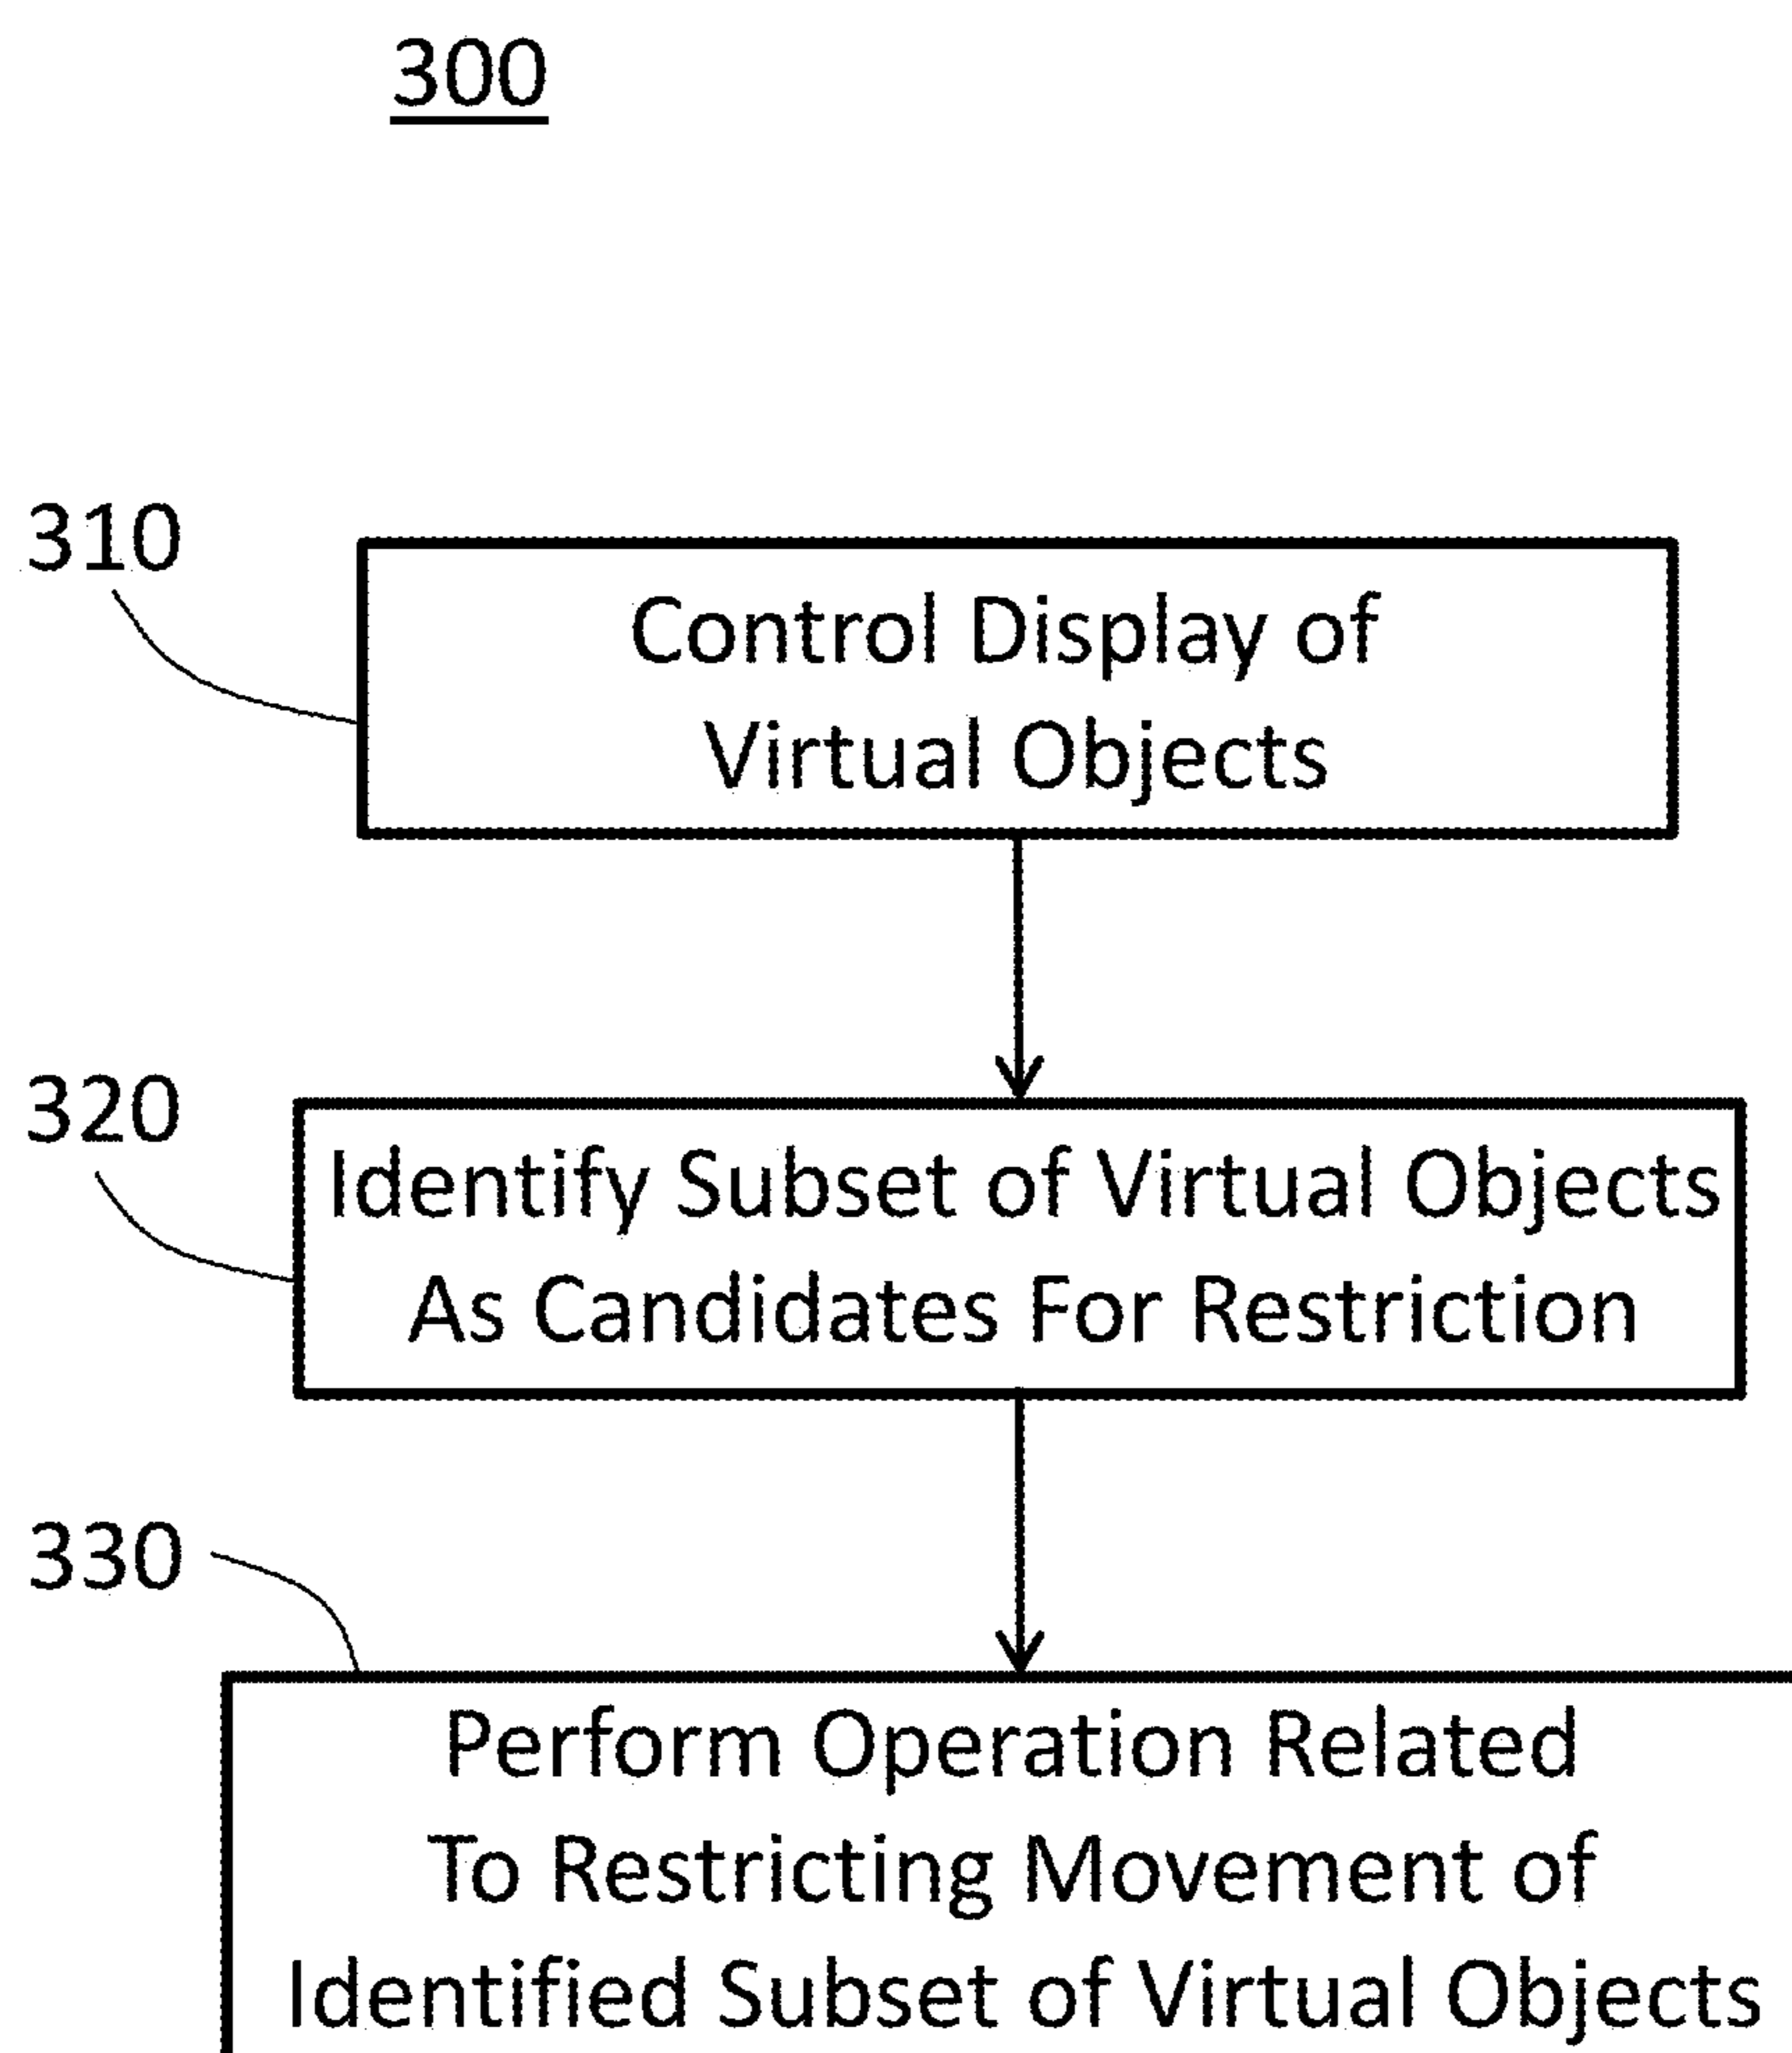 300
310
Control Display of
Virtual Objects
320
Identify Subset of Virtual Objects
As Candidates For Restriction
330
Perform Operation Related
To Restricting Movement of
Identified Subset of Virtual Objects